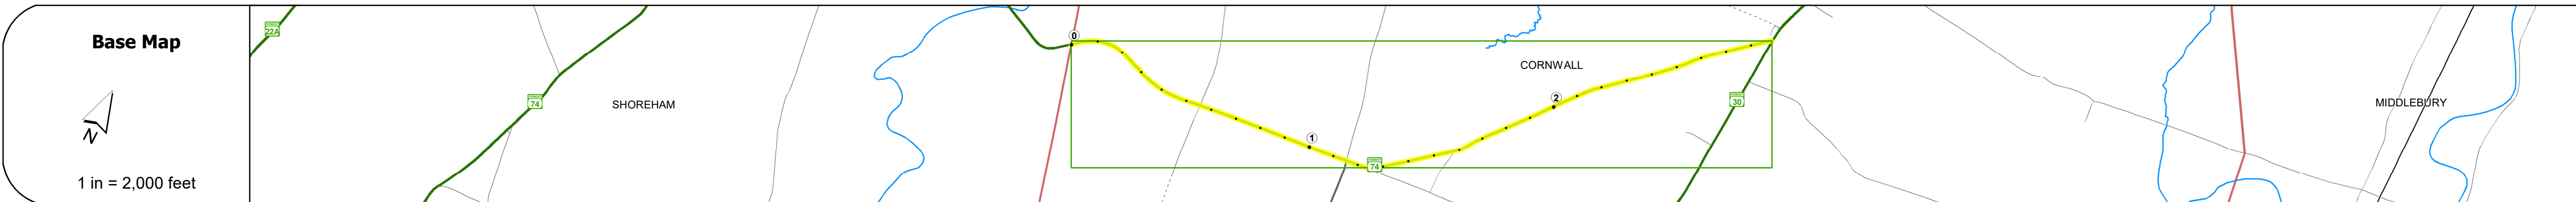 Base Map
N
1 in = 2,000 feet
22A
74
SHOREHAM
0
1
74
2
CORNWALL
30
MIDDLEBURY